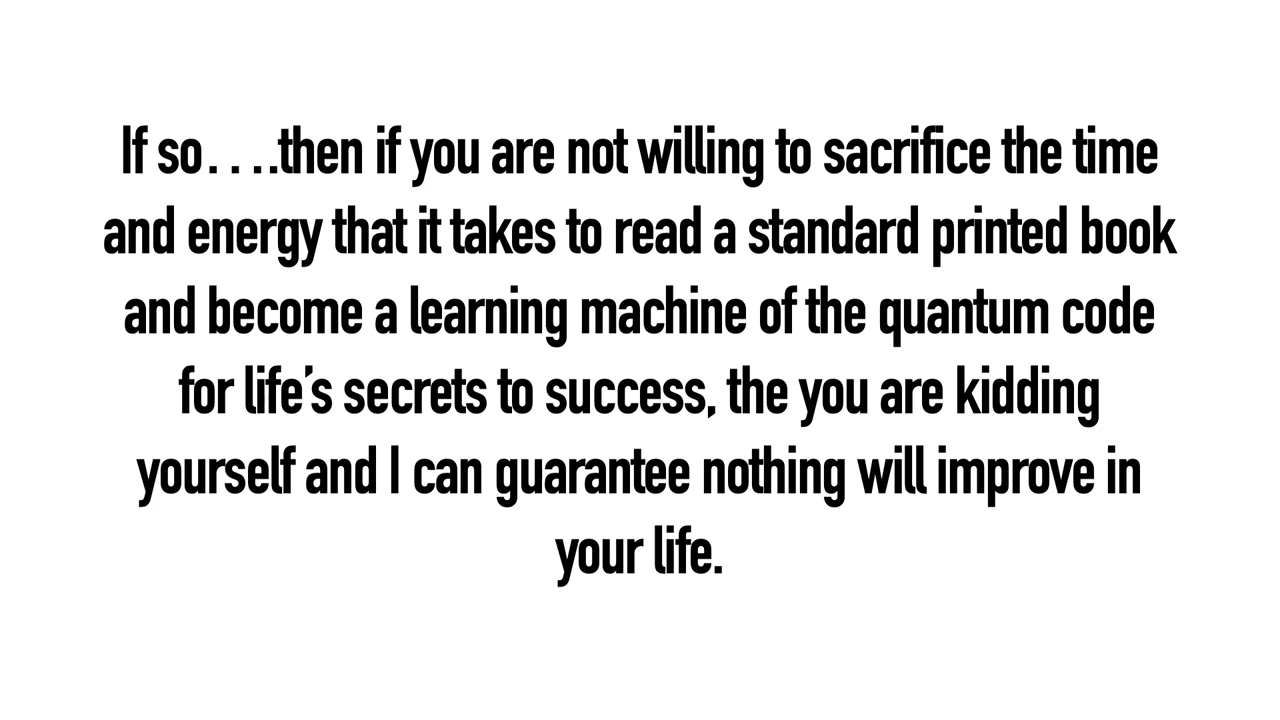 If so. . . .then if you are not willing to sacrifice the time
and energy that it takes to read a standard printed book
and become a learning machine of the quantum code
for life’s secrets to success, the you are kidding
yourself and I can guarantee nothing will improve in
your life.